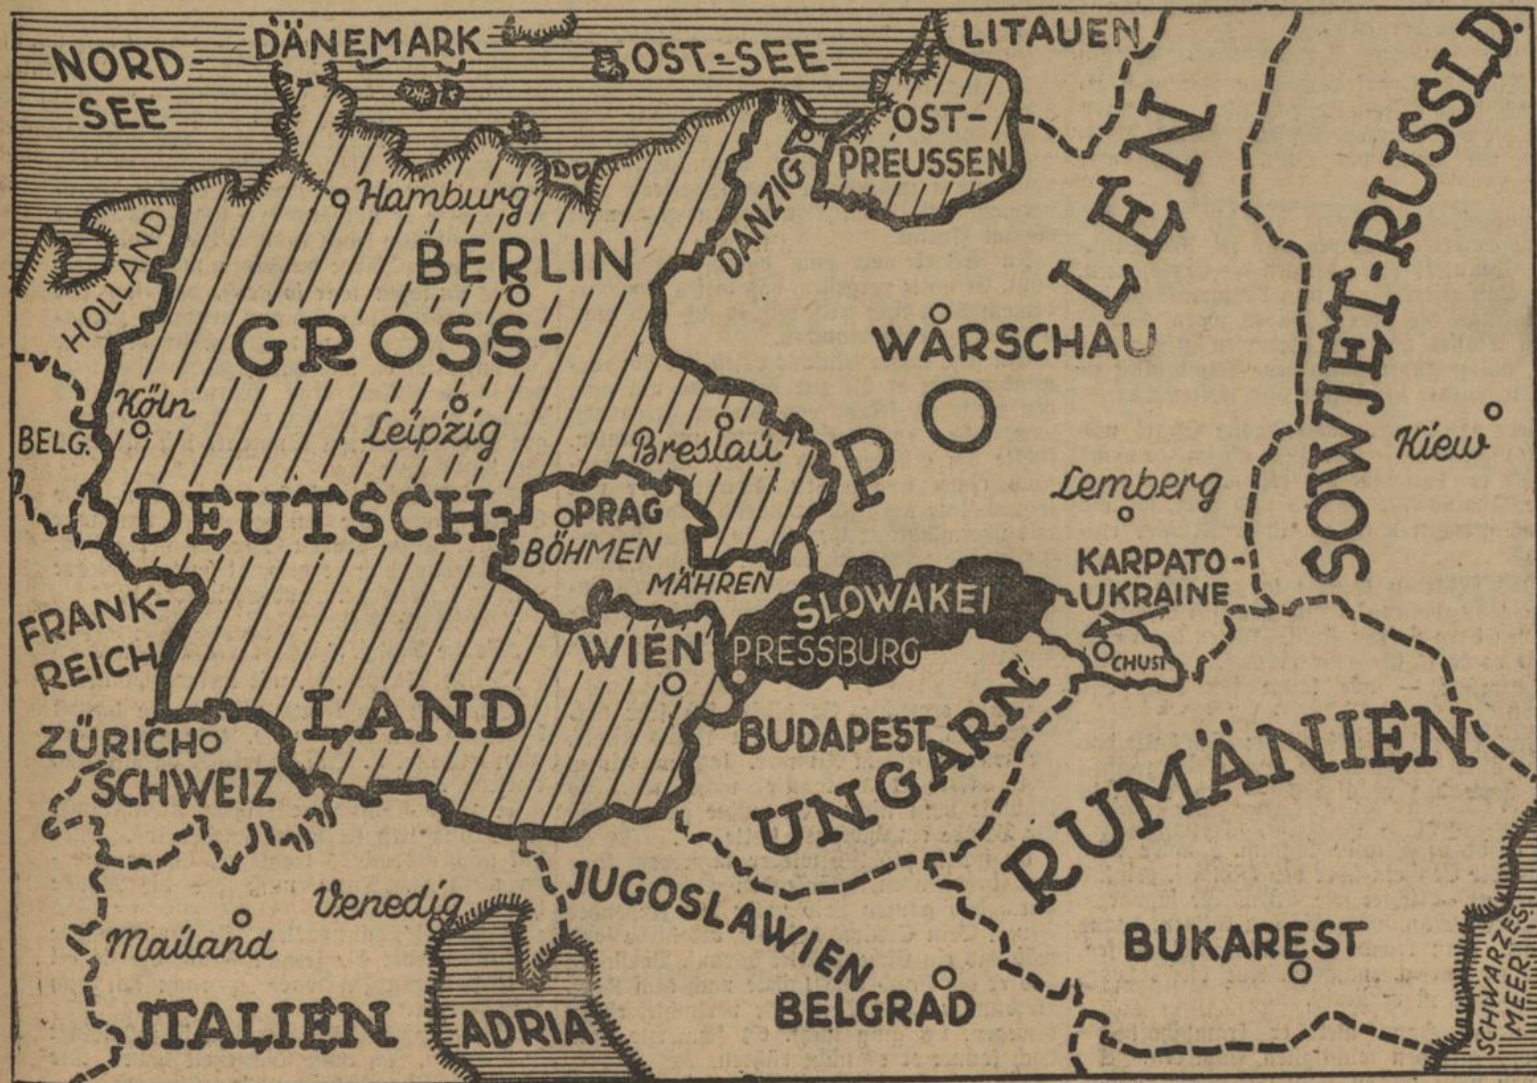 NORD-
SEE
DÄNEMARK
OST-SEE
LITAUEN
OST-
PREUSSEN
DANZIG
Hamburg
BERLIN
HOLLAND
GROSS-
DEUTSCH-
LAND
Köln
Leipzig
Breslau
BELG.
WARSCHAU
POLEN
SOWJET-RUSSLD.
Kiew
Lemberg
PRAG
BÖHMEN
MÄHREN
SLOWAKEI
PRESSBURG
KARPATO-
UKRAINE
CHUST
FRANK-
REICH
WIEN
ZÜRICH
SCHWEIZ
BUDAPEST
UNGARN
RUMÄNIEN
JUGOSLAWIEN
Venedig
Mailand
ITALIEN
ADRIA
BELGRAD
BUKAREST
SCHWARZES
MEER